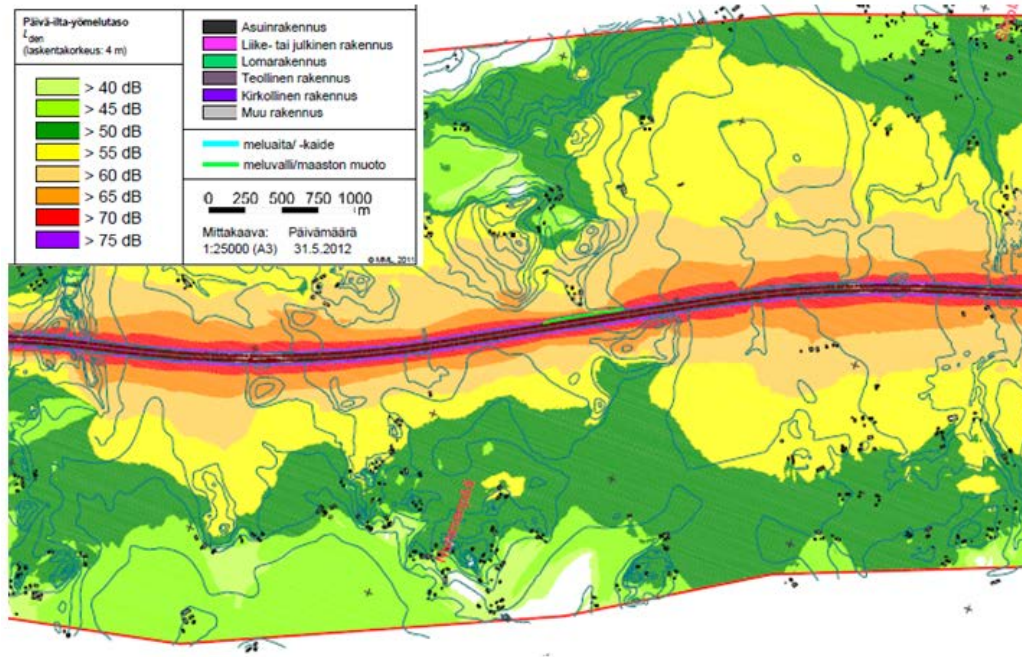 Päivä-ilta-yömelutaso
Lden
(laskentakorkeus: 4 m)
> 40 dB
> 45 dB
> 50 dB
> 55 dB
> 60 dB
> 65 dB
> 70 dB
> 75 dB
Asuinrakennus
Liike- tai julkinen rakennus
Lomarakennus
Teollinen rakennus
Kirkollinen rakennus
Muu rakennus
meluaita/ -kaide
meluvalli/maaston muoto
0 250 500 750 1000
m
Mittakaava: Päivämäärä
1:25000 (A3) 31.5.2012
© MML, 2011